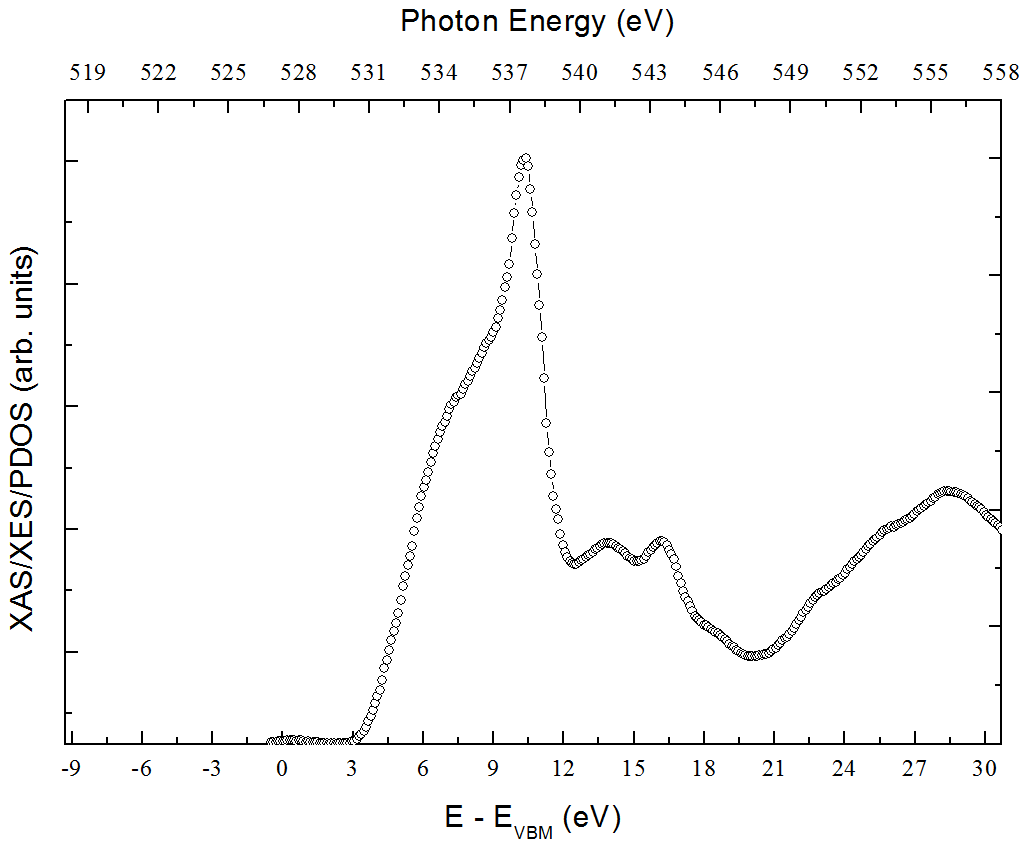 Photon Energy (eV)
519 522 525 528 531 534 537 540 543 546 549 552 555 558
XAS/XES/PDOS (arb. units)
-9 -6 -3 0 3 6 9 12 15 18 21 24 27 30
E - EVBM (eV)